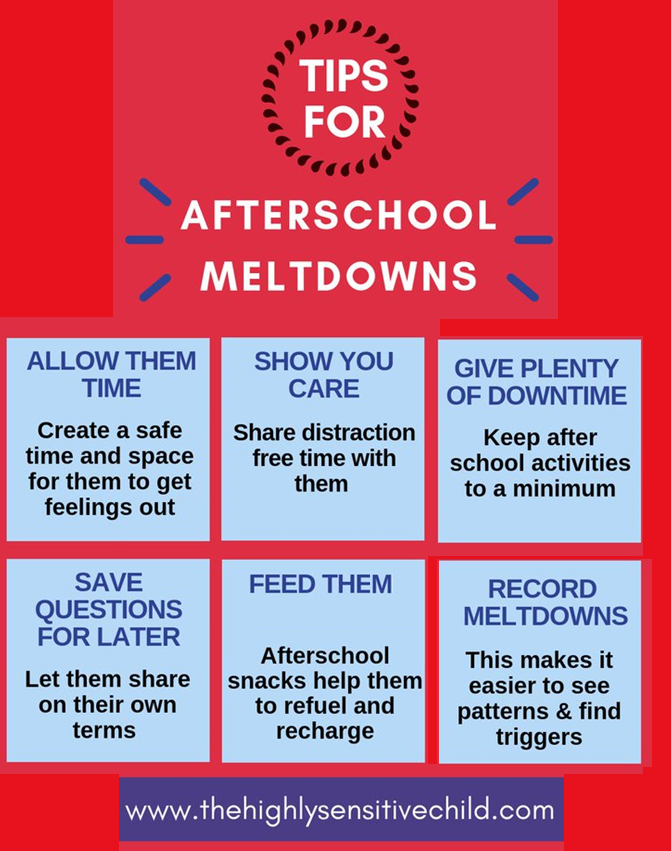 TIPS
FOR
AFTERSCHOOL
MELTDOWNS
ALLOW THEM
TIME
Create a safe
time and space
for them to get
feelings out
SHOW YOU
CARE
Share distraction
free time with
them
GIVE PLENTY
OF DOWNTIME
Keep after
school activities
to a minimum
SAVE
QUESTIONS
FOR LATER
Let them share
on their own
terms
FEED THEM
Afterschool
snacks help them
to refuel and
recharge
RECORD
MELTDOWNS
This makes it
easier to see
patterns & find
triggers
www.thehighlysensitivechild.com